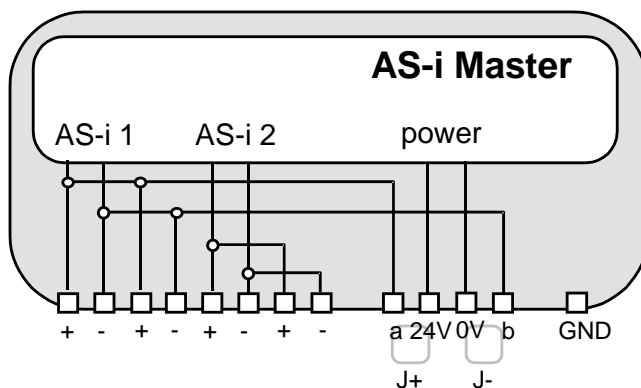 AS-i Master
AS-i 1 AS-i 2 power
+ - + - + - + - a 24V 0V b GND
J+ J-